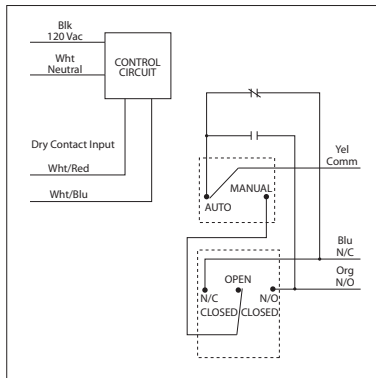 Blk
120 Vac
Wht
Neutral
CONTROL
CIRCUIT
Dry Contact Input
Wht/Red
Wht/Blu
Yel
Comm
MANUAL
AUTO
Blu
N/C
OPEN
Org
N/O
N/C
N/O
CLOSED
CLOSED